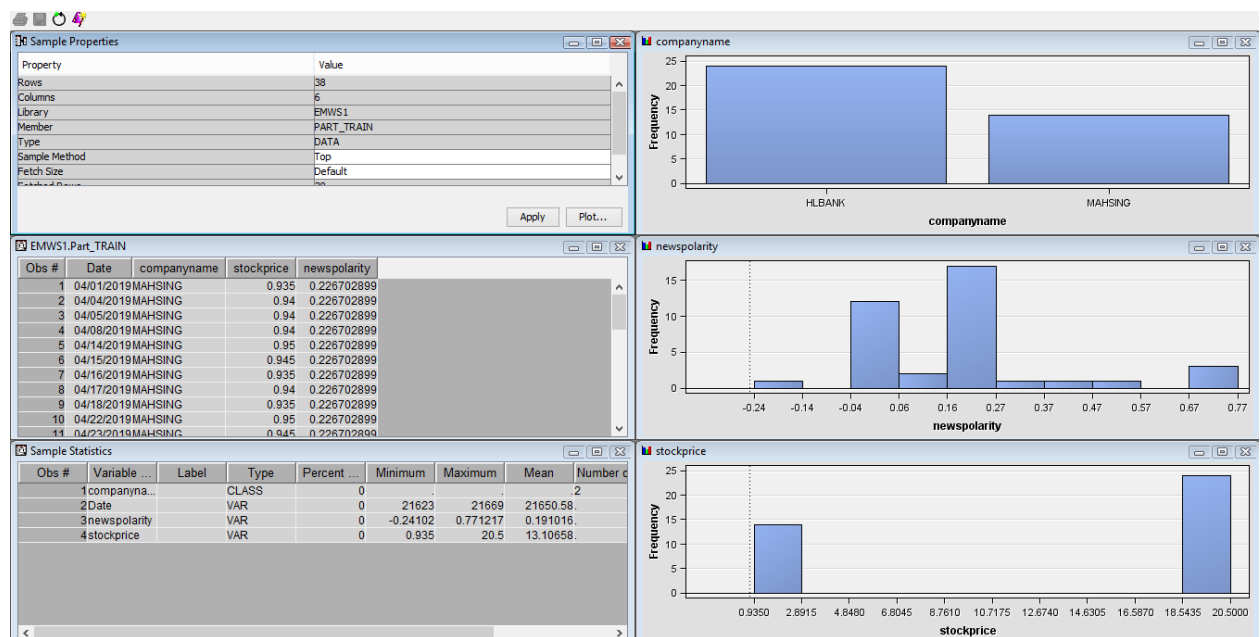 Sample Properties
Property Value
Rows 38
Columns 6
Library EMWS1
Member PART_TRAIN
Type DATA
Sample Method Top
Fetch Size Default
Apply Plot...
companyname
Frequency
25
20
15
10
5
0
HLBANK MAHSING
companyname
EMWS1.Part_TRAIN
Obs # Date companyname stockprice newspolarity
1 04/01/2019 MAHSING 0.935 0.226702899
2 04/04/2019 MAHSING 0.94 0.226702899
3 04/05/2019 MAHSING 0.94 0.226702899
4 04/08/2019 MAHSING 0.94 0.226702899
5 04/14/2019 MAHSING 0.95 0.226702899
6 04/15/2019 MAHSING 0.945 0.226702899
7 04/16/2019 MAHSING 0.935 0.226702899
8 04/17/2019 MAHSING 0.94 0.226702899
9 04/18/2019 MAHSING 0.935 0.226702899
10 04/22/2019 MAHSING 0.95 0.226702899
11 04/23/2019 MAHSING 0.945 0.226702899
newspolarity
Frequency
15
10
5
0
-0.24 -0.14 -0.04 0.06 0.16 0.27 0.37 0.47 0.57 0.67 0.77
newspolarity
Sample Statistics
Obs # Variable ... Label Type Percent ... Minimum Maximum Mean Number o
1 companyna... CLASS 0 . . . 2
2 Date VAR 0 21623 21669 21650.58 .
3 newspolarity VAR 0 -0.24102 0.771217 0.191016 .
4 stockprice VAR 0 0.935 20.5 13.10658 .
stockprice
Frequency
25
20
15
10
5
0
0.9350 2.8915 4.8480 6.8045 8.7610 10.7175 12.6740 14.6305 16.5870 18.5435 20.5000
stockprice